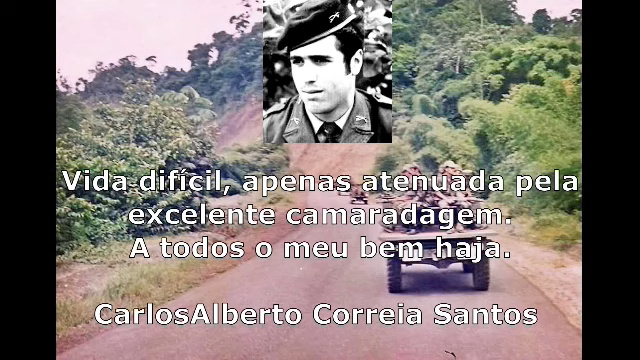 Vida difícil, apenas atenuada pela
excelente camaradagem.
A todos o meu bem haja.
CarlosAlberto Correia Santos